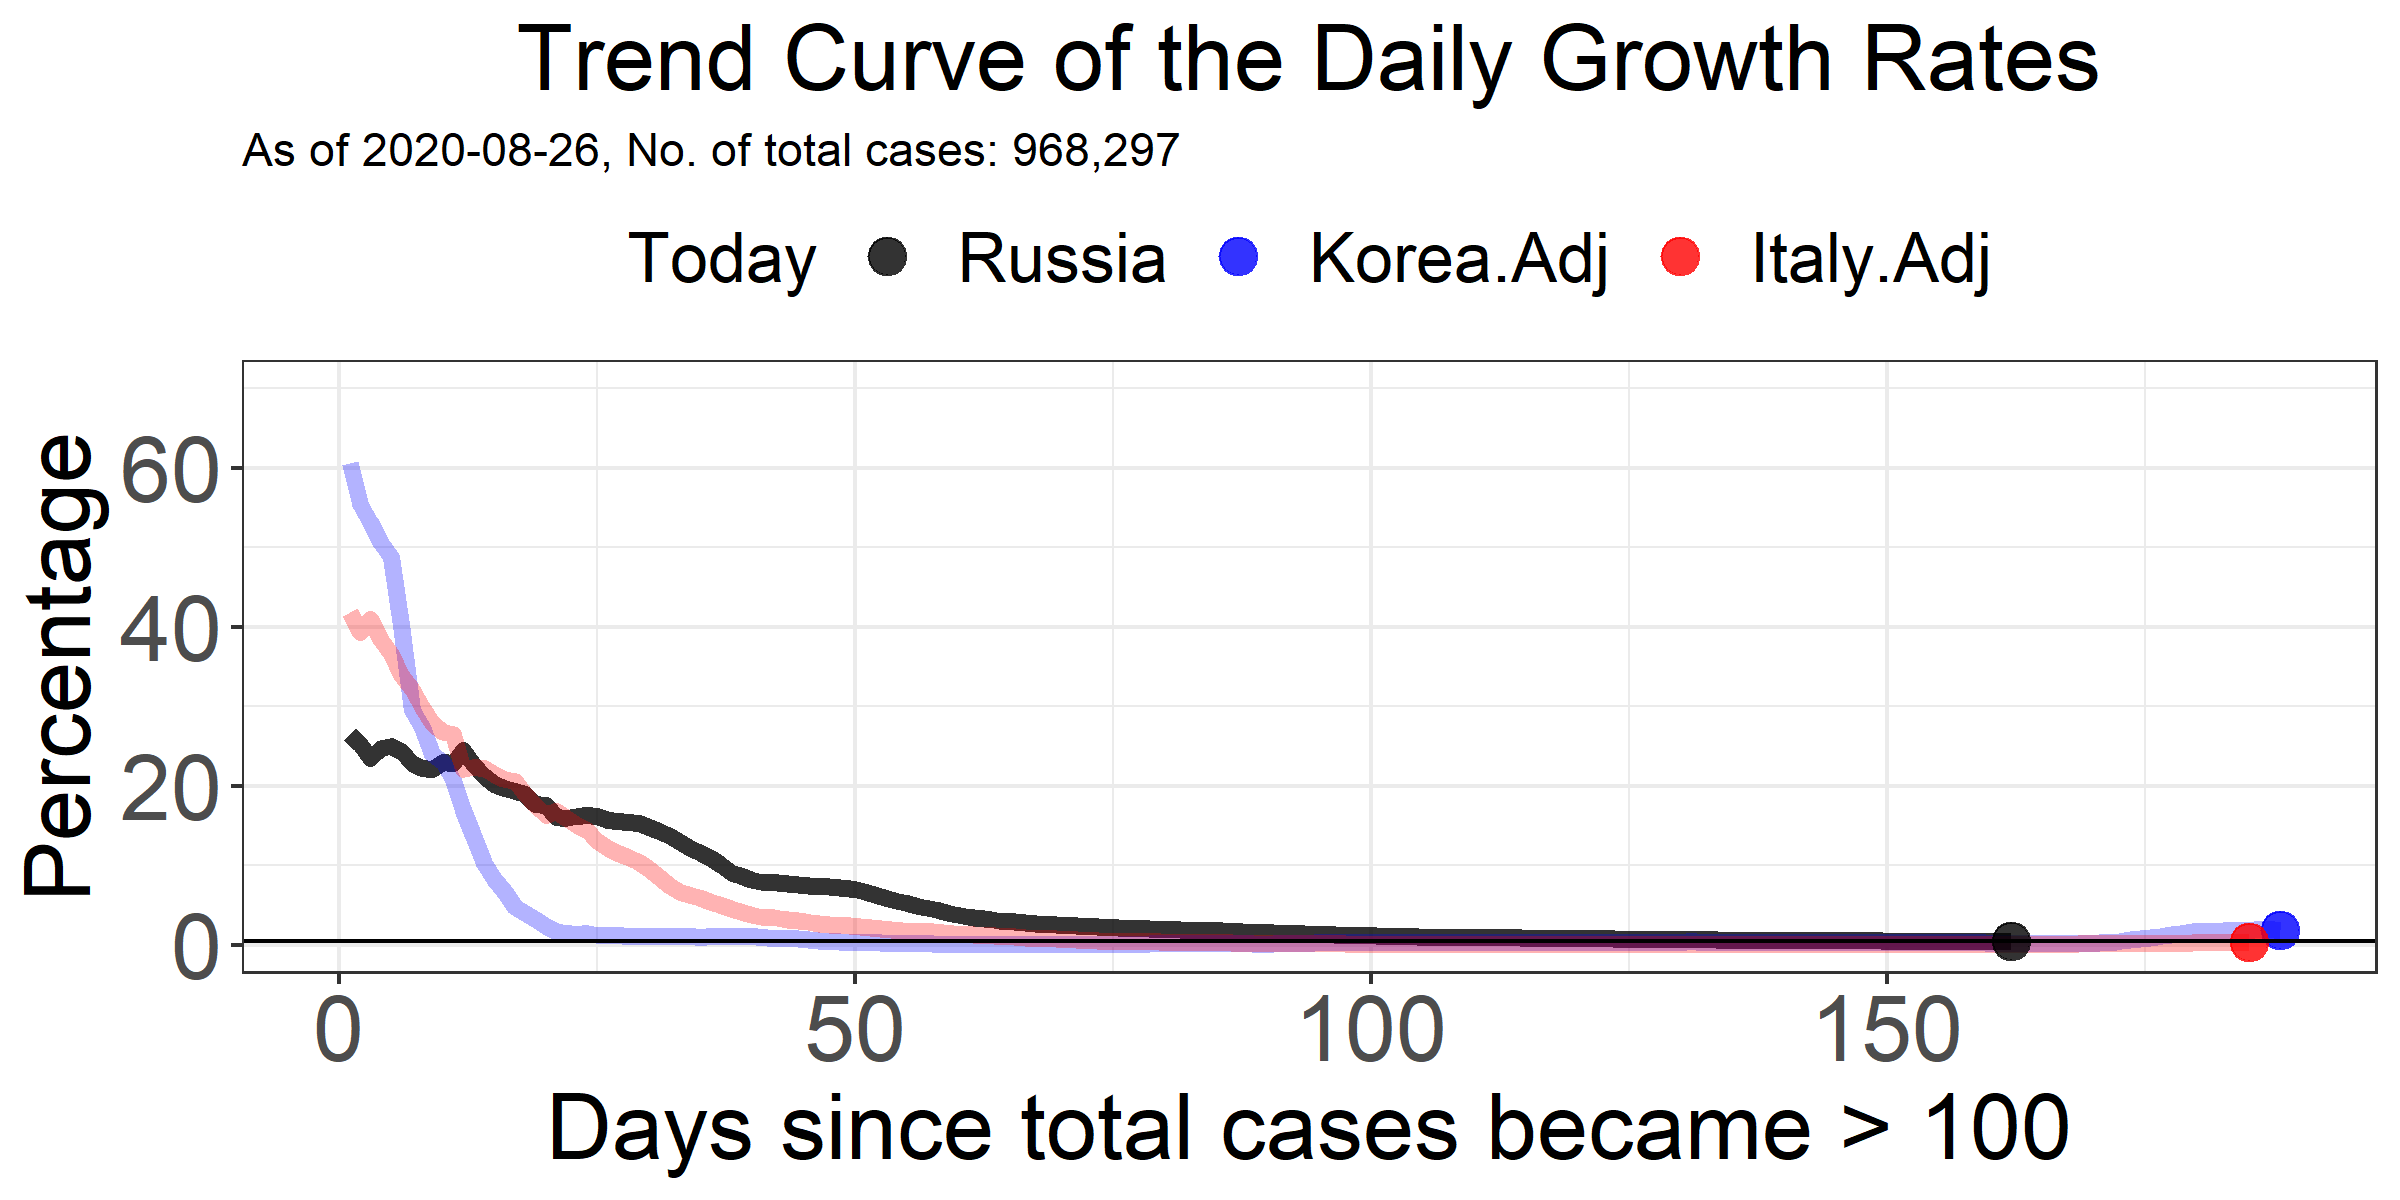 Trend Curve of the Daily Growth Rates
As of 2020-08-26, No. of total cases: 968,297
Today Russia Korea.Adj Italy.Adj
Percentage
60
40
20
0
0 50 100 150
Days since total cases became > 100